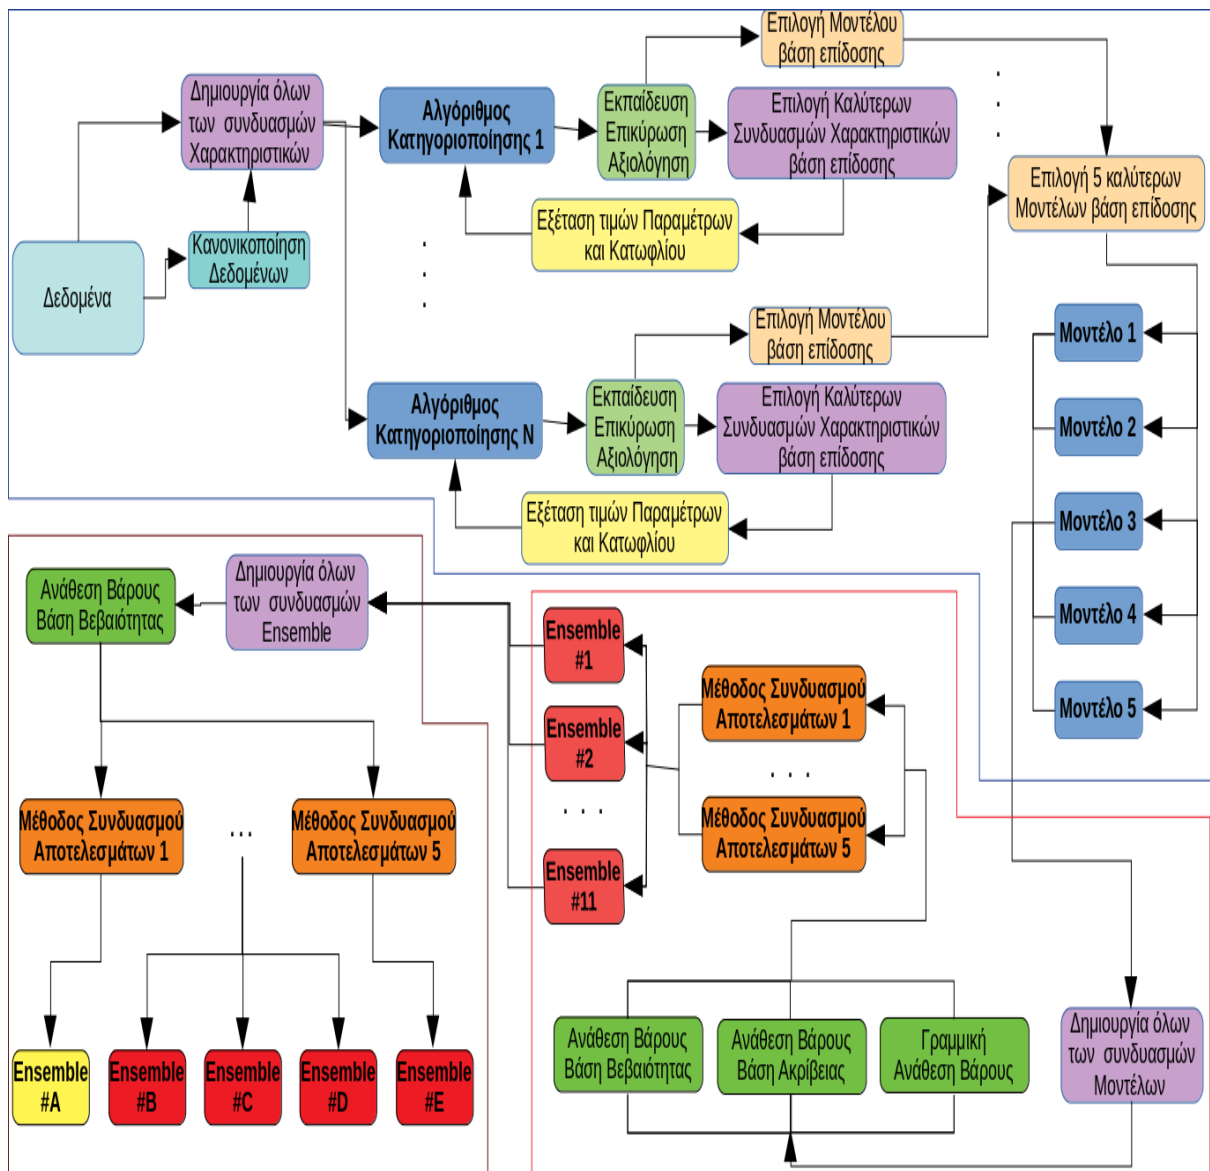 Επιλογή Μοντέλου
βάση επίδοσης
Δημιουργία όλων
των συνδυασμών
Χαρακτηριστικών
Αλγόριθμος
Κατηγοριοποίησης 1
Εκπαίδευση
Επικύρωση
Αξιολόγηση
Επιλογή Καλύτερων
Συνδυασμών Χαρακτηριστικών
βάση επίδοσης
Επιλογή 5 καλύτερων
Μοντέλων βάση επίδοσης
Εξέταση τιμών Παραμέτρων
και Κατωφλίου
Κανονικοποίηση
Δεδομένων
Δεδομένα
Επιλογή Μοντέλου
βάση επίδοσης
Αλγόριθμος
Κατηγοριοποίησης N
Εκπαίδευση
Επικύρωση
Αξιολόγηση
Επιλογή Καλύτερων
Συνδυασμών Χαρακτηριστικών
βάση επίδοσης
Εξέταση τιμών Παραμέτρων
και Κατωφλίου
Μοντέλο 1
Μοντέλο 2
Μοντέλο 3
Μοντέλο 4
Μοντέλο 5
Ανάθεση Βάρους
Βάση Βεβαιότητας
Δημιουργία όλων
των συνδυασμών
Ensemble
Ensemble
#1
Ensemble
#2
. . .
Ensemble
#11
Μέθοδος Συνδυασμού
Αποτελεσμάτων 1
. . .
Μέθοδος Συνδυασμού
Αποτελεσμάτων 5
Μέθοδος Συνδυασμού
Αποτελεσμάτων 1
...
Μέθοδος Συνδυασμού
Αποτελεσμάτων 5
Ensemble
#A
Ensemble
#B
Ensemble
#C
Ensemble
#D
Ensemble
#E
Ανάθεση Βάρους
Βάση Βεβαιότητας
Ανάθεση Βάρους
Βάση Ακρίβειας
Γραμμική
Ανάθεση Βάρους
Δημιουργία όλων
των συνδυασμών
Μοντέλων